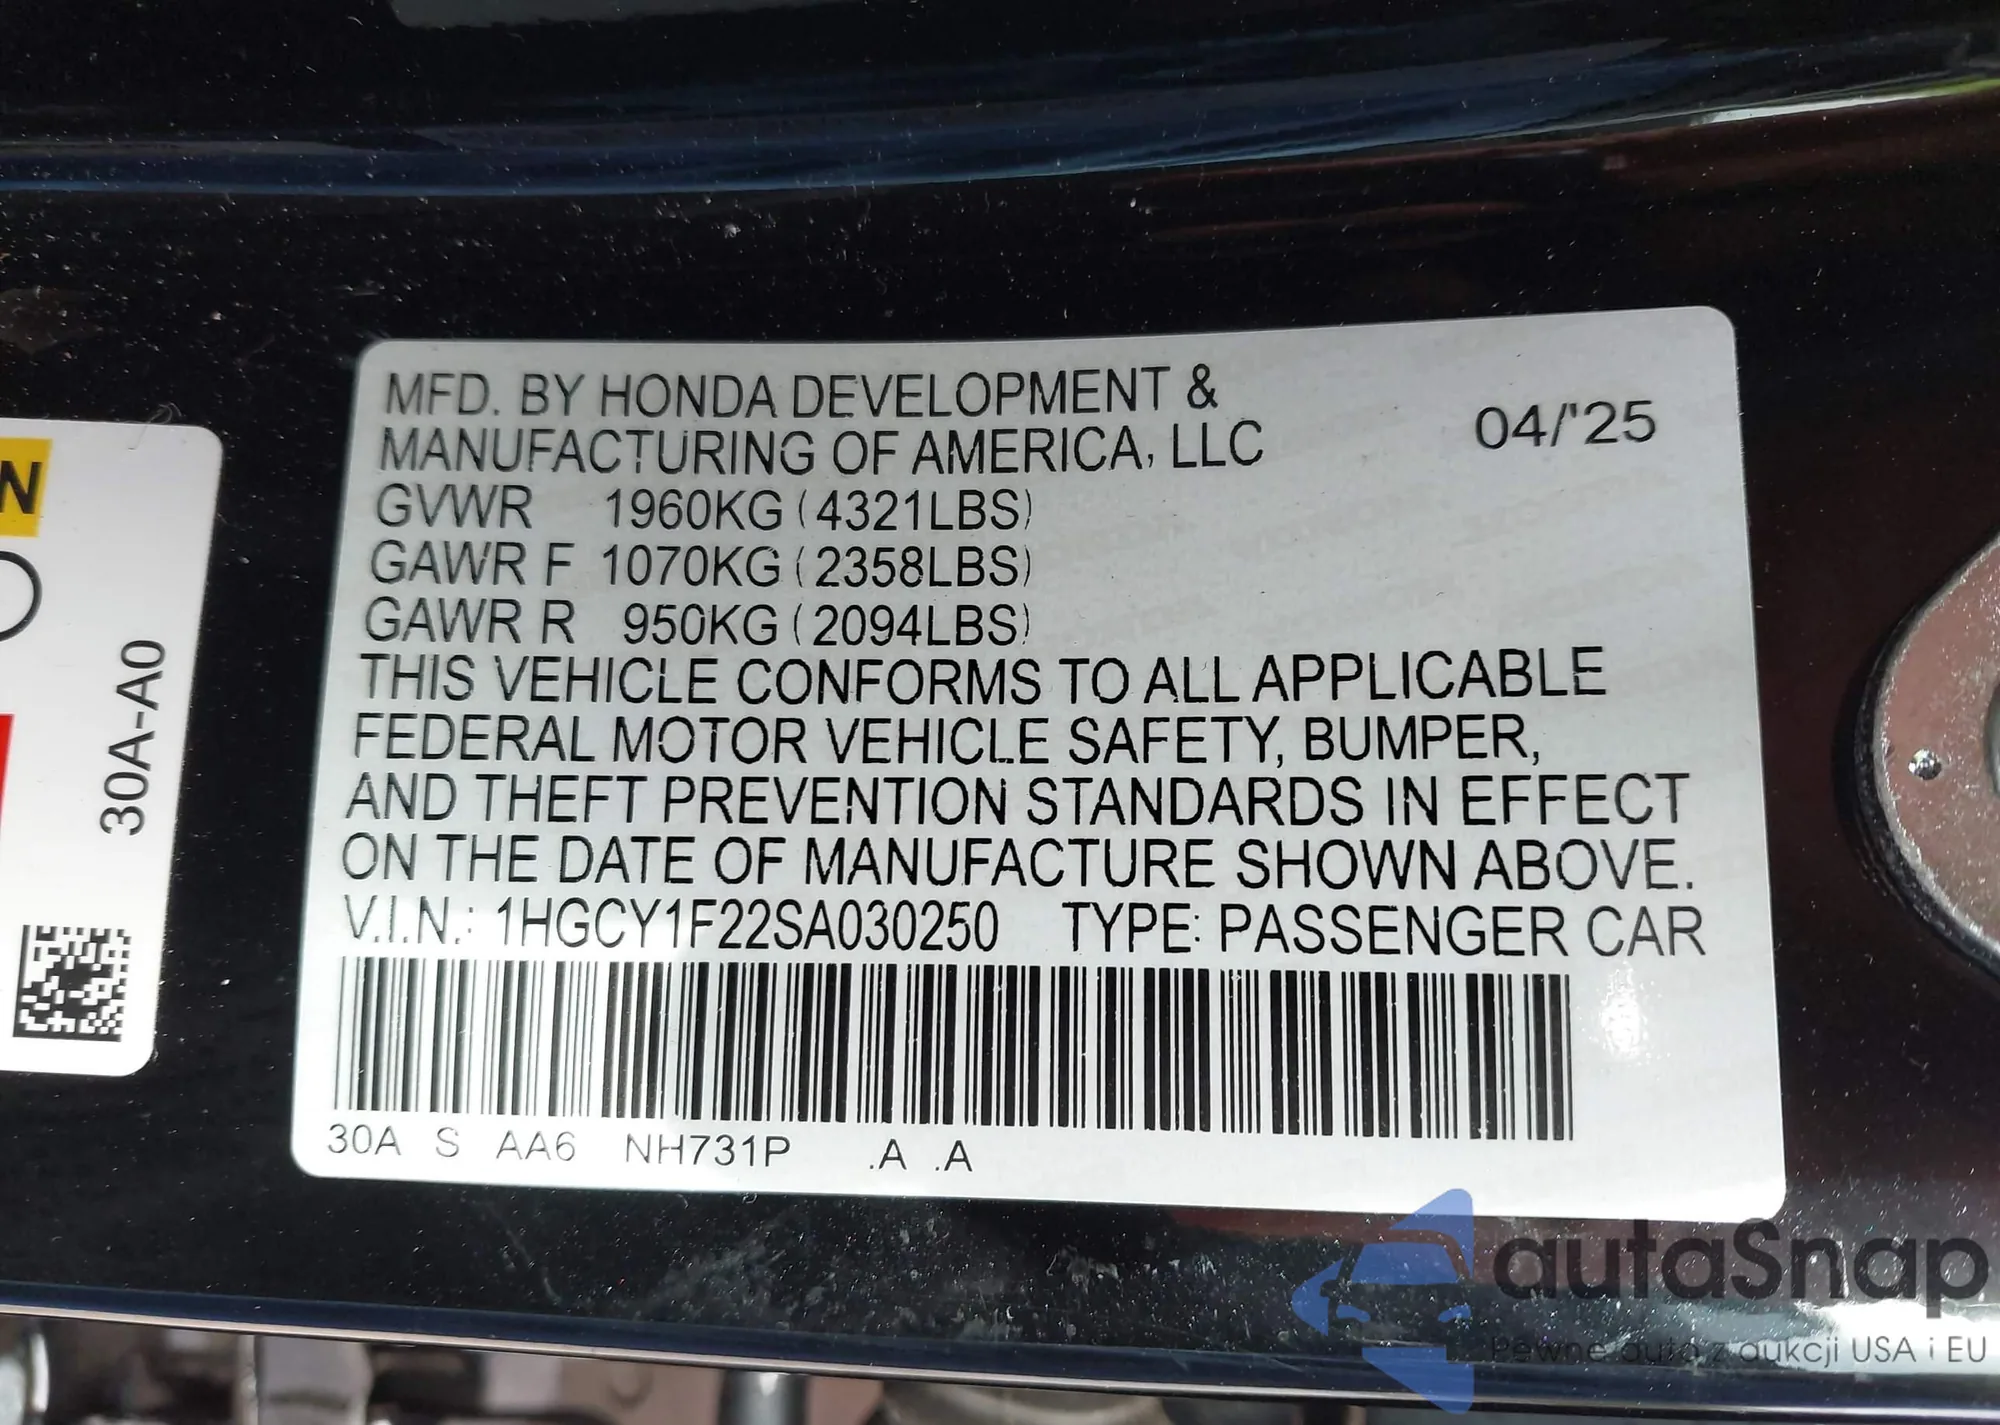 MFD. BY HONDA DEVELOPMENT &
MANUFACTURING OF AMERICA, LLC
04/'25
GVWR 1960KG (4321LBS)
GAWR F 1070KG (2358LBS)
GAWR R 950KG (2094LBS)
THIS VEHICLE CONFORMS TO ALL APPLICABLE
FEDERAL MOTOR VEHICLE SAFETY, BUMPER,
AND THEFT PREVENTION STANDARDS IN EFFECT
ON THE DATE OF MANUFACTURE SHOWN ABOVE.
V.I.N.: 1HGCY1F22SA030250 TYPE: PASSENGER CAR
30A S AA6 NH731P .A .A
N
30A-A0
autaSnap
Pewne auta z aukcji USA i EU